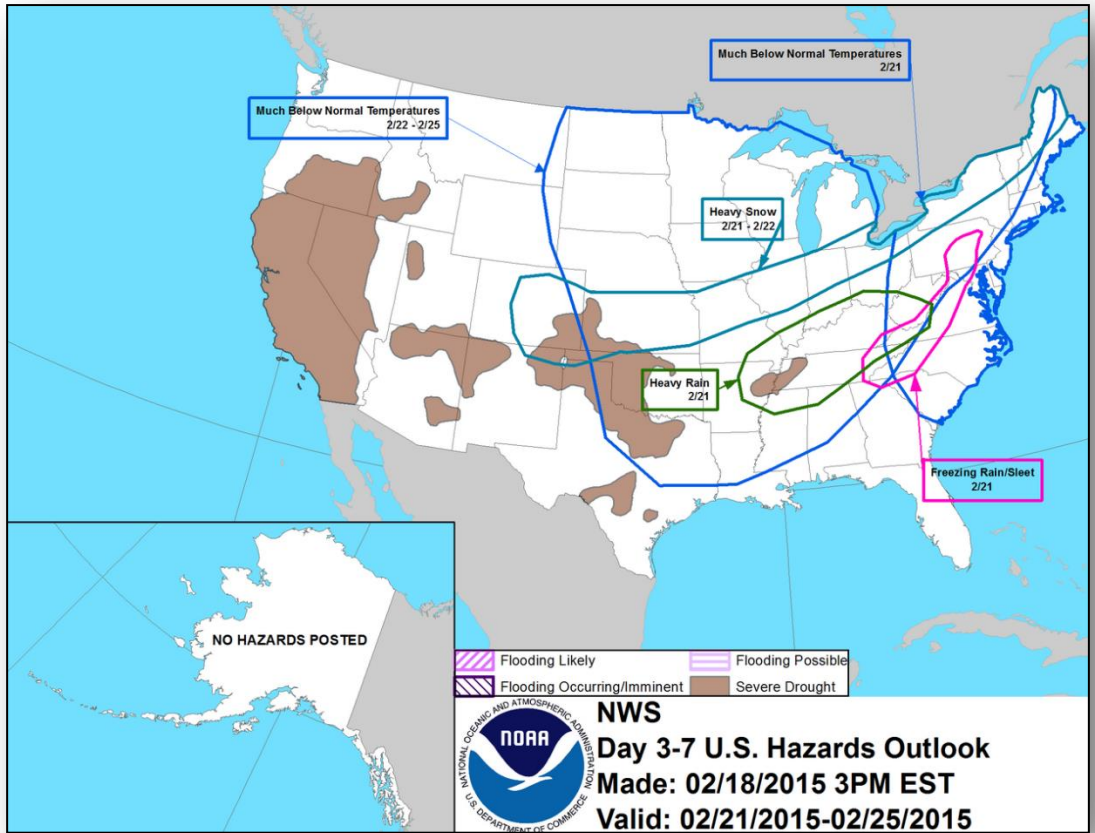 Much Below Normal Temperatures
2/21
Much Below Normal Temperatures
2/22 - 2/25
Heavy Snow
2/21 - 2/22
Heavy Rain
2/21
Freezing Rain/Sleet
2/21
NO HAZARDS POSTED
Flooding Likely
Flooding Possible
Flooding Occurring/Imminent
Severe Drought
NATIONAL OCEANIC AND ATMOSPHERIC ADMINISTRATION
NOAA
U.S. DEPARTMENT OF COMMERCE
NWS
Day 3-7 U.S. Hazards Outlook
Made: 02/18/2015 3PM EST
Valid: 02/21/2015-02/25/2015